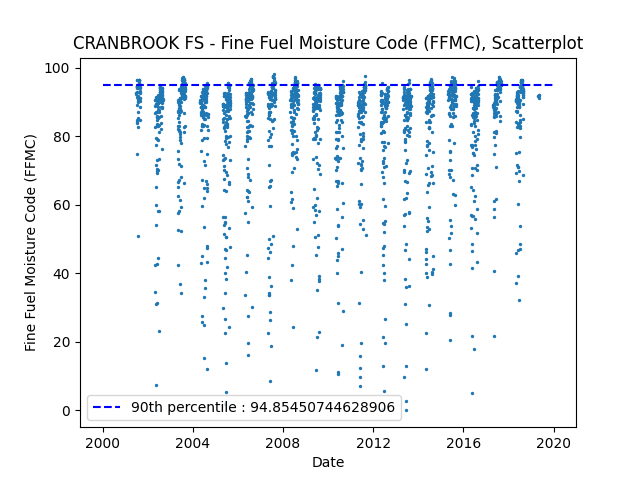 CRANBROOK FS - Fine Fuel Moisture Code (FFMC), Scatterplot
100
80
60
40
20
0
Fine Fuel Moisture Code (FFMC)
90th percentile : 94.85450744628906
2000 2004 2008 2012 2016 2020
Date